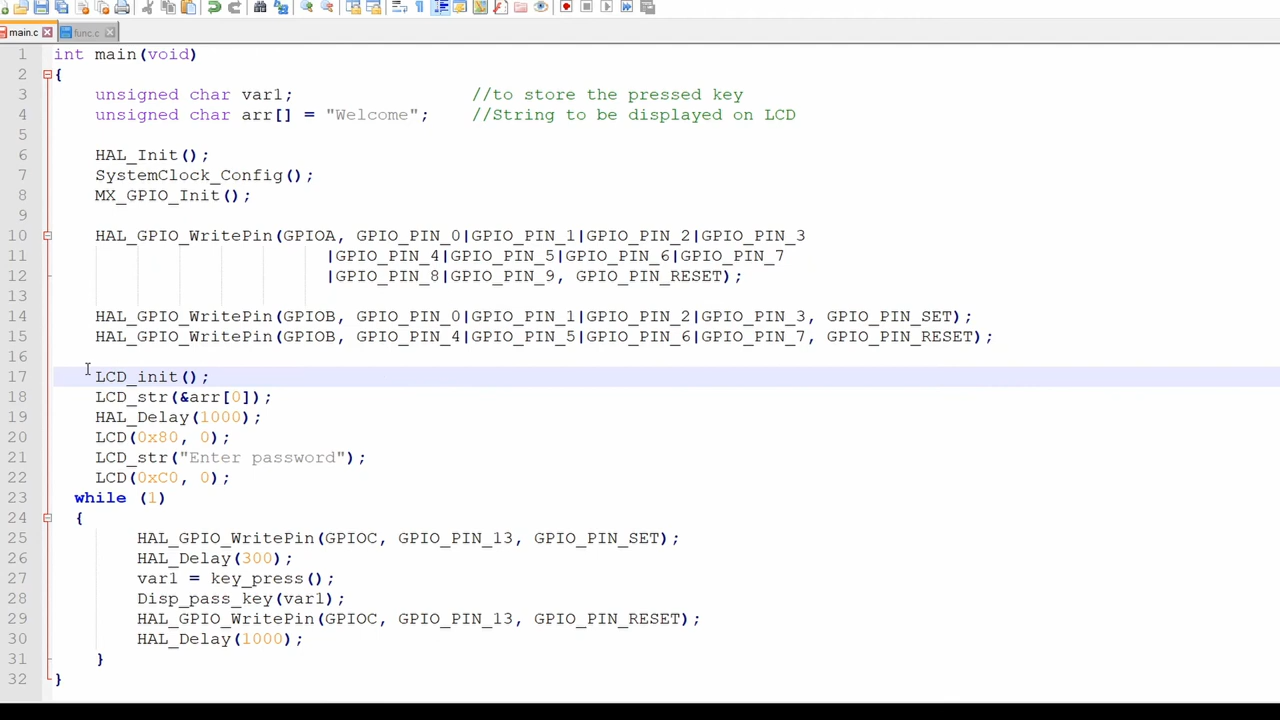 main.c
func.c
1 int main(void)
2 {
3 unsigned char var1; //to store the pressed key
4 unsigned char arr[] = "Welcome"; //String to be displayed on LCD
5
6 HAL_Init();
7 SystemClock_Config();
8 MX_GPIO_Init();
9
10 HAL_GPIO_WritePin(GPIOA, GPIO_PIN_0|GPIO_PIN_1|GPIO_PIN_2|GPIO_PIN_3
11 |GPIO_PIN_4|GPIO_PIN_5|GPIO_PIN_6|GPIO_PIN_7
12 |GPIO_PIN_8|GPIO_PIN_9, GPIO_PIN_RESET);
13
14 HAL_GPIO_WritePin(GPIOB, GPIO_PIN_0|GPIO_PIN_1|GPIO_PIN_2|GPIO_PIN_3, GPIO_PIN_SET);
15 HAL_GPIO_WritePin(GPIOB, GPIO_PIN_4|GPIO_PIN_5|GPIO_PIN_6|GPIO_PIN_7, GPIO_PIN_RESET);
16
17 LCD_init();
18 LCD_str(&arr[0]);
19 HAL_Delay(1000);
20 LCD(0x80, 0);
21 LCD_str("Enter password");
22 LCD(0xC0, 0);
23 while (1)
24 {
25 HAL_GPIO_WritePin(GPIOC, GPIO_PIN_13, GPIO_PIN_SET);
26 HAL_Delay(300);
27 var1 = key_press();
28 Disp_pass_key(var1);
29 HAL_GPIO_WritePin(GPIOC, GPIO_PIN_13, GPIO_PIN_RESET);
30 HAL_Delay(1000);
31 }
32 }